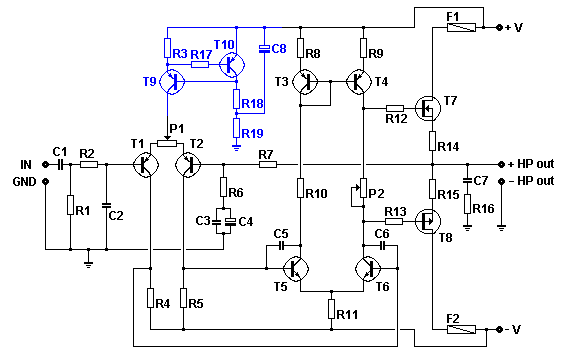 F1
+ V
T10
R3
R17
C8
R8
R9
T9
T3
T4
R18
T7
R12
P1
R19
R14
C1
R2
T1
T2
R7
IN
+ HP out
GND
R6
R10
P2
R15
C7
- HP out
R1
C2
C3
C4
R13
R16
T8
C5
C6
T5
T6
R4
R5
R11
F2
- V